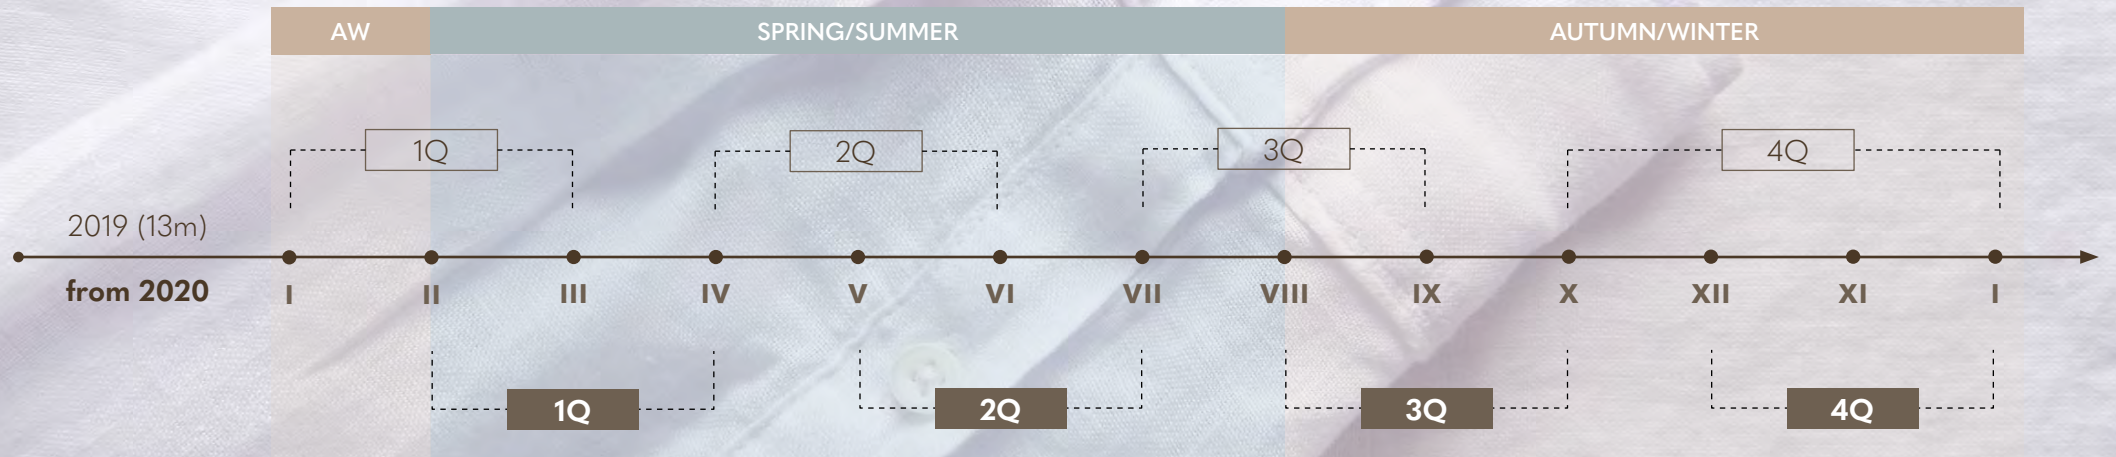 AW SPRING/SUMMER AUTUMN/WINTER
1Q 2Q 3Q 4Q
2019 (13m)
from 2020 I II III IV V VI VII VIII IX X XII XI I
1Q 2Q 3Q 4Q